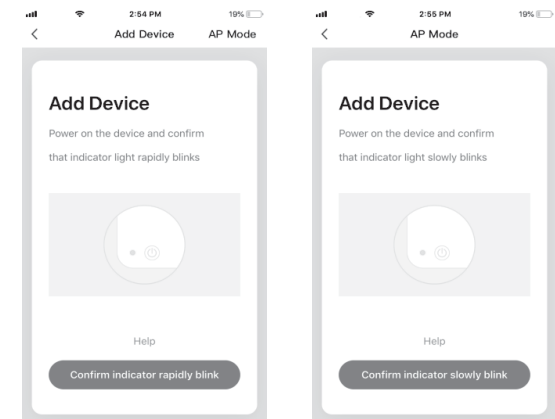 2:54 PM
19%
Add Device
AP Mode
Add Device
Power on the device and confirm
that indicator light rapidly blinks
Help
Confirm indicator rapidly blink
2:55 PM
19%
AP Mode
Add Device
Power on the device and confirm
that indicator light slowly blinks
Help
Confirm indicator slowly blink